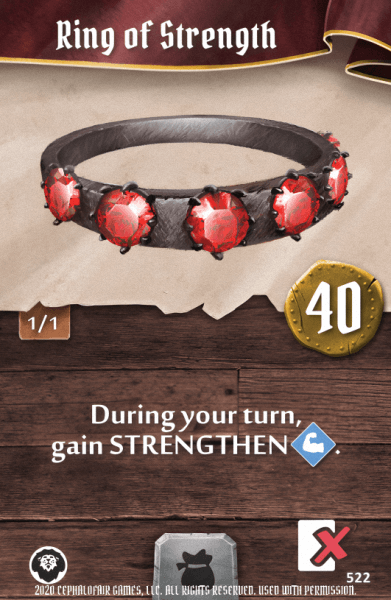 Ring of Strength
40
1/1
During your turn,
gain STRENGTHEN.
522
2020 CEPHALOFAIR GAMES, LLC. ALL RIGHTS RESERVED. USED WITH PERMISSION.